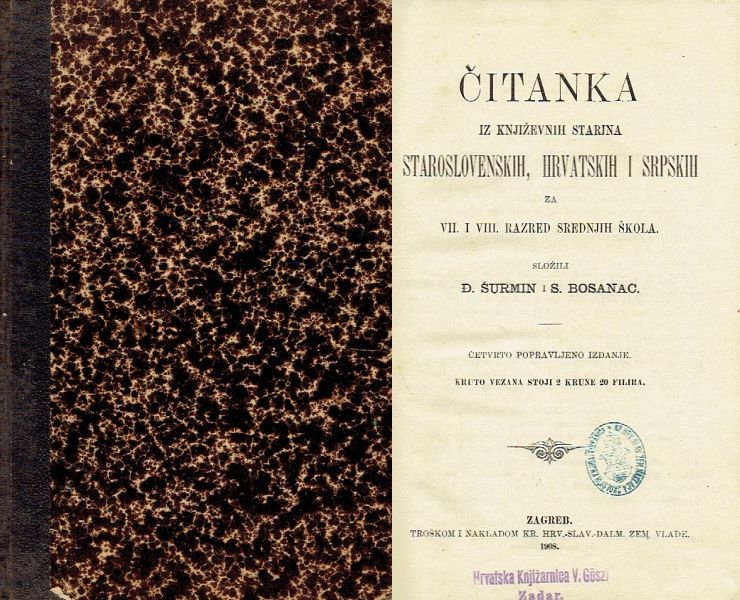 ČITANKA
IZ KNJIŽEVNIH STARINA
STAROSLOVENSKIH, HRVATSKIH I SRPSKIH
ZA
VII. I VIII. RAZRED SREDNJIH ŠKOLA.
SLOŽILI
Đ. ŠURMIN I S. BOSANAC.
ČETVRTO POPRAVLJENO IZDANJE.
KRUTO VEZANA STOJI 2 KRUNE 20 FILIRA.
ZAGREB.
TROŠKOM I NAKLADOM KR. HRV.-SLAV.-DALM. ZEM. VLADE.
1908.
Hrvatska Knjižarnica V. Göszl
Zadar.